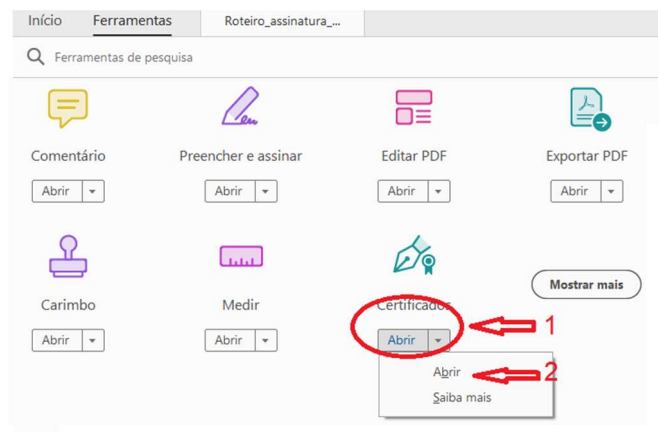 Início Ferramentas Roteiro_assinatura_...
Ferramentas de pesquisa
Comentário Preencher e assinar Editar PDF Exportar PDF
Abrir Abrir Abrir Abrir
Mostrar mais
Carimbo Medir Certificados
1
Abrir Abrir Abrir
Abrir 2
Saiba mais